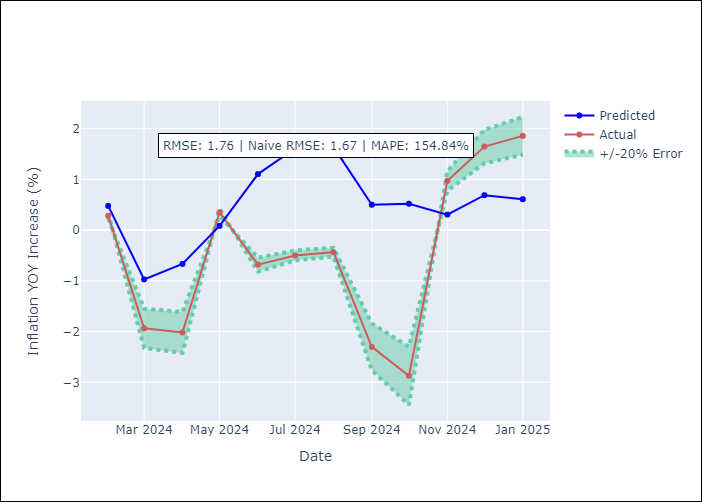 Predicted
Actual
+/-20% Error
RMSE: 1.76 | Naive RMSE: 1.67 | MAPE: 154.84%
Inflation YOY Increase (%)
2
1
0
−1
−2
−3
Mar 2024
May 2024
Jul 2024
Sep 2024
Nov 2024
Jan 2025
Date